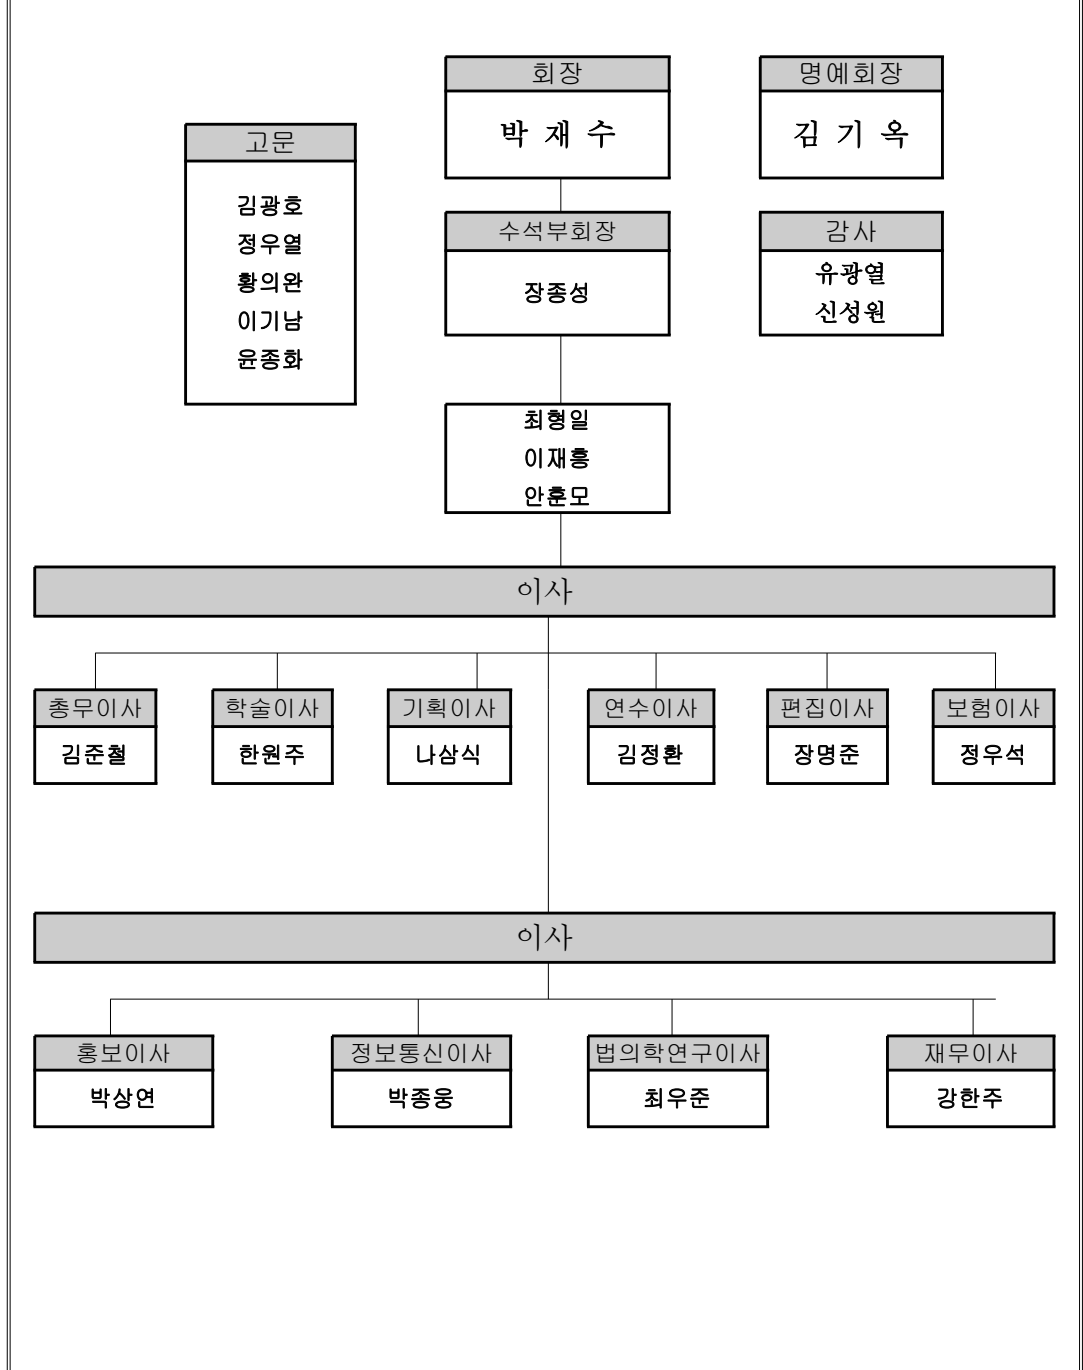 회장
박 재 수
명예회장
김 기 옥
고문
김광호
정우열
황의완
이기남
윤종화
수석부회장
장종성
감사
유광열
신성원
최형일
이재흥
안훈모
이사
총무이사
김준철
학술이사
한원주
기획이사
나삼식
연수이사
김정환
편집이사
장명준
보험이사
정우석
이사
홍보이사
박상연
정보통신이사
박종웅
법의학연구이사
최우준
재무이사
강한주